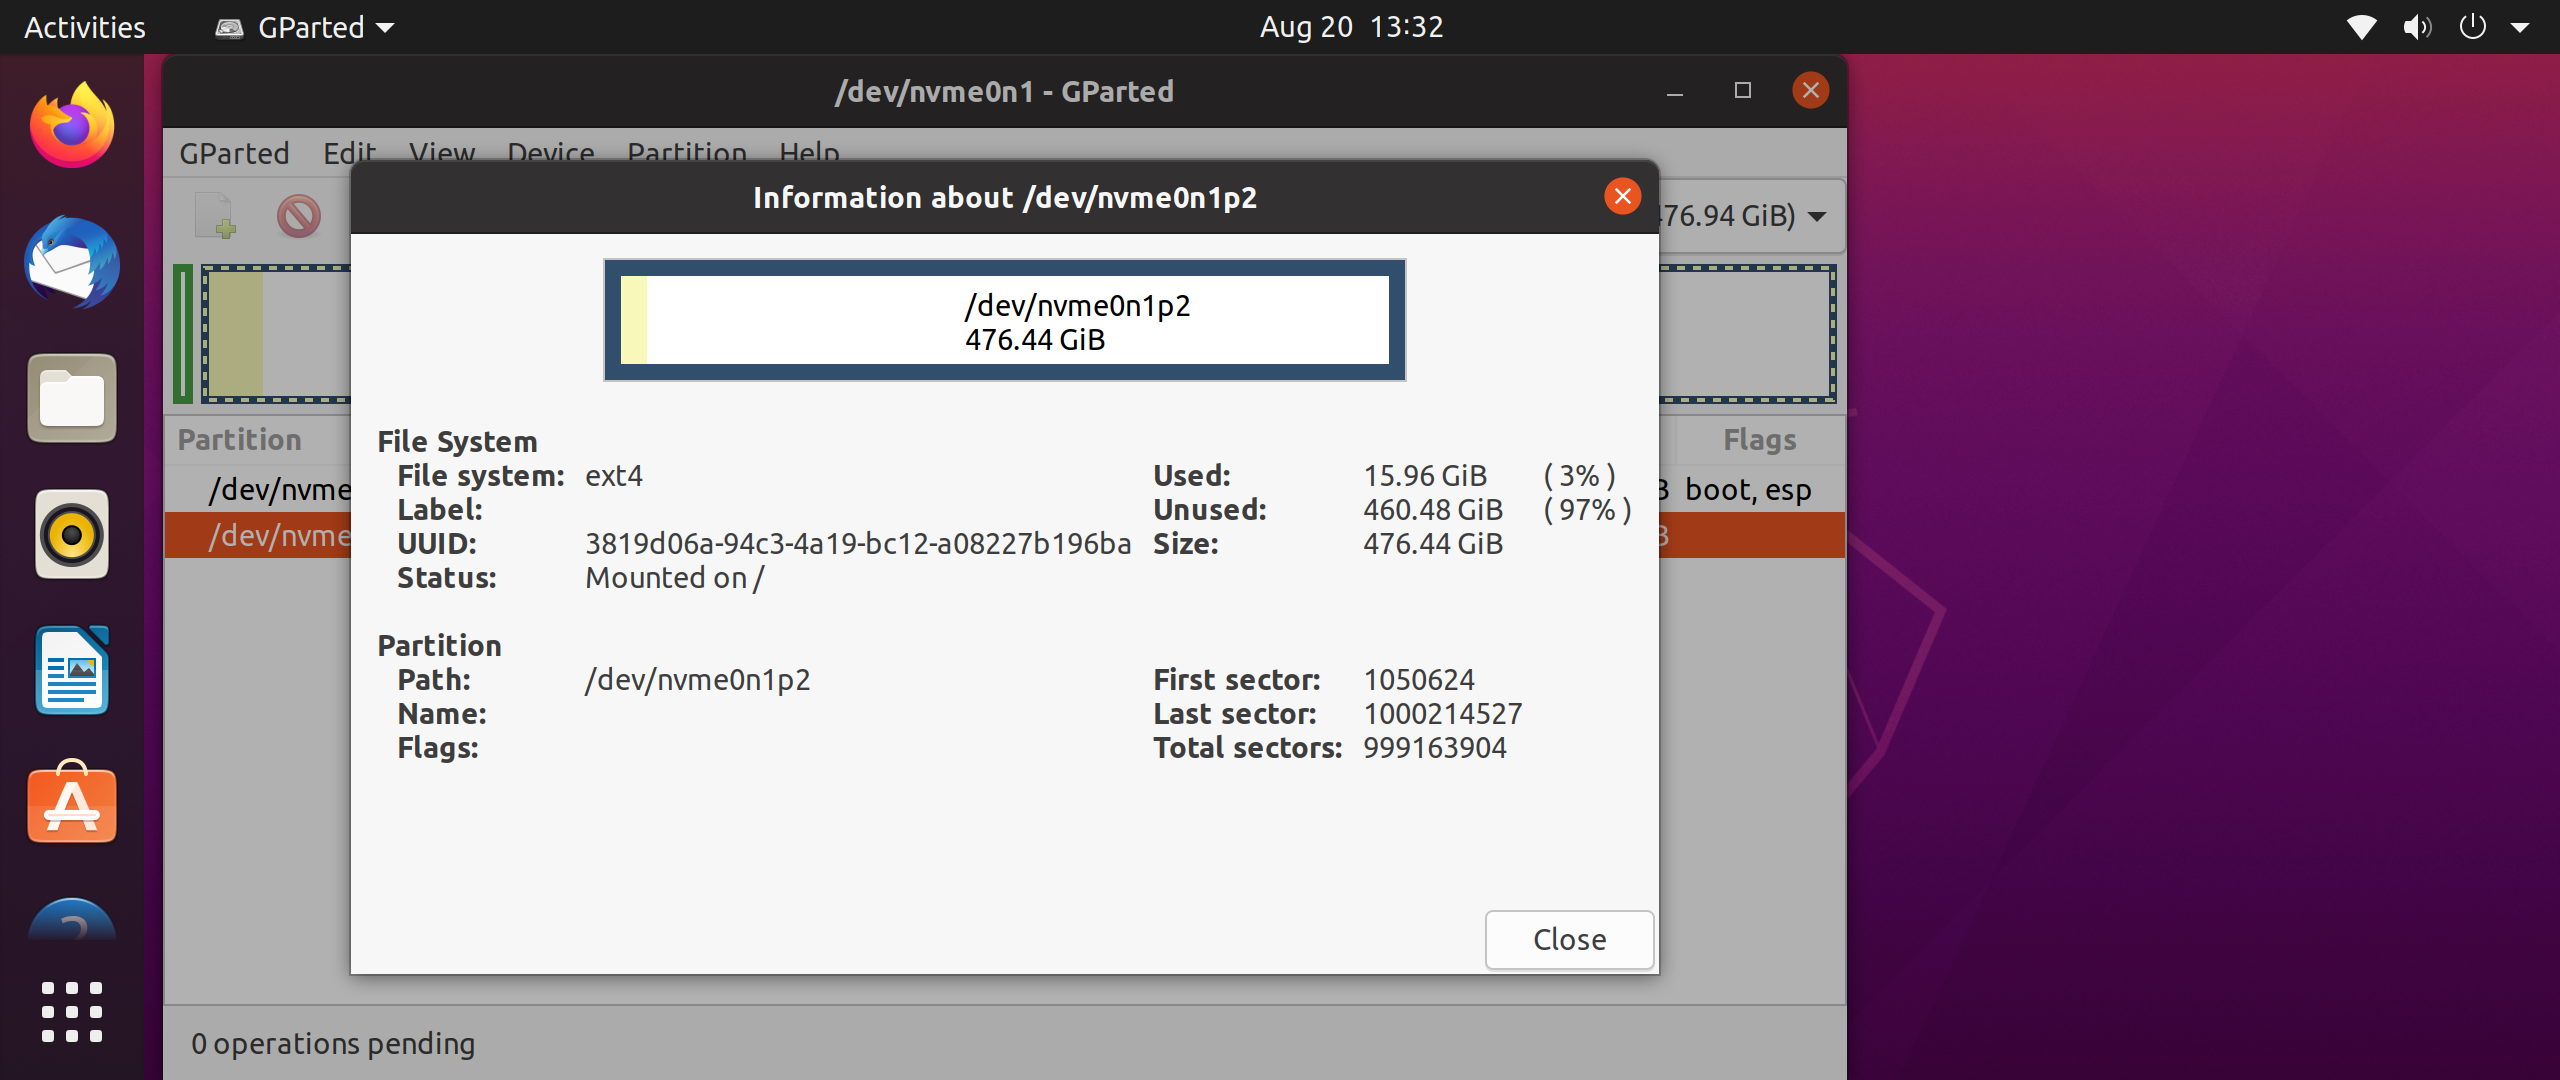 Activities GParted Aug 20 13:32
/dev/nvme0n1 - GParted
GParted Edit View Device Partition Help
Information about /dev/nvme0n1p2
76.94 GiB)
/dev/nvme0n1p2
476.44 GiB
Partition Flags
File System
File system: ext4 Used: 15.96 GiB ( 3% )
/dev/nvme boot, esp
Label: Unused: 460.48 GiB ( 97% )
/dev/nvme
UUID: 3819d06a-94c3-4a19-bc12-a08227b196ba Size: 476.44 GiB
Status: Mounted on /
Partition
Path: /dev/nvme0n1p2 First sector: 1050624
Name: Last sector: 1000214527
Flags: Total sectors: 999163904
Close
0 operations pending